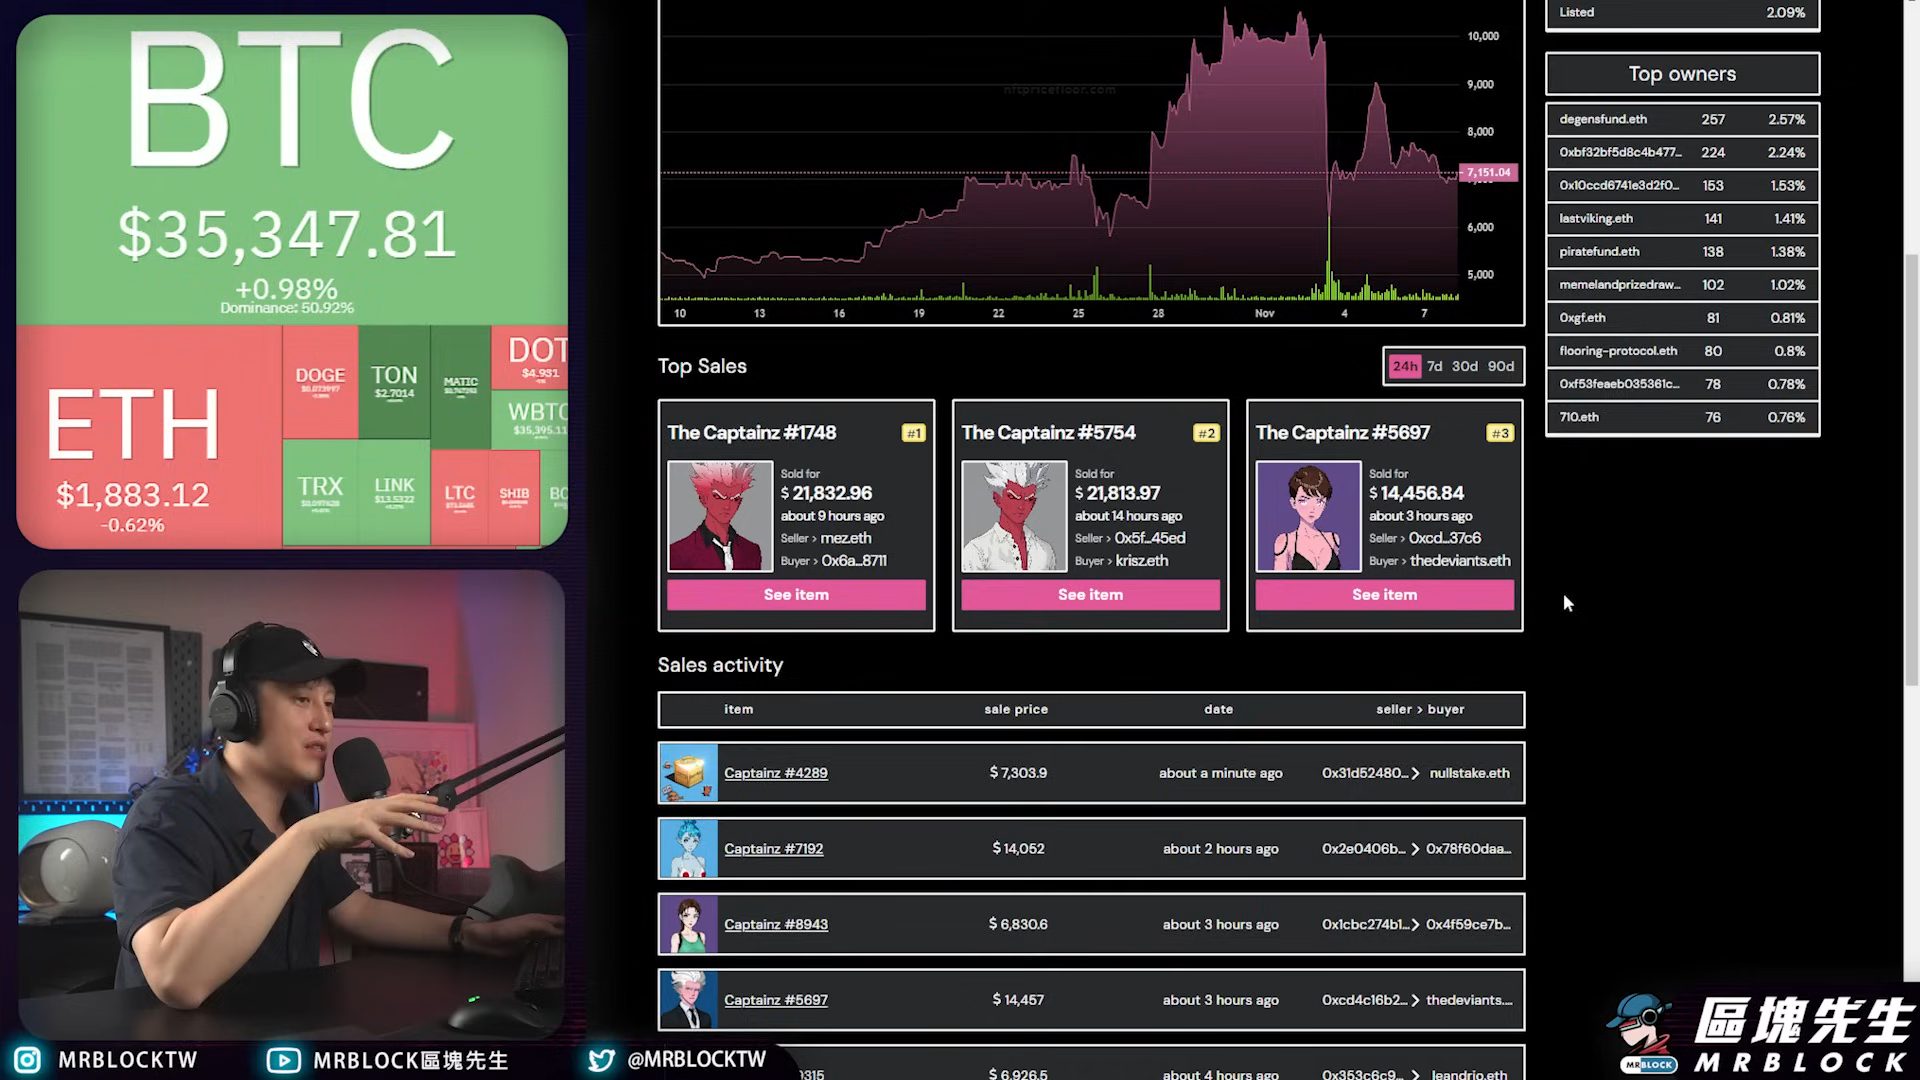 BTC
$35,347.81
+0.98%
Dominance: 50.92%
ETH
$1,883.12
-0.62%
DOGE
TON
$2.7014
MATIC
DOT
$4.931
WBTC
$35,395.11
TRX
LINK
$13.5322
LTC
SHIB
nftpricefloor.com
10,000
9,000
8,000
7,151.04
6,000
5,000
10 13 16 19 22 25 28 Nov 4 7
Listed 2.09%
Top owners
degensfund.eth 257 2.57%
0xbf32bf5d8c4b477... 224 2.24%
0x10ccd6741e3d2f0... 153 1.53%
lastviking.eth 141 1.41%
piratefund.eth 138 1.38%
memelandprizedraw... 102 1.02%
0xgf.eth 81 0.81%
flooring-protocol.eth 80 0.8%
0xf53feaeb035361c... 78 0.78%
710.eth 76 0.76%
Top Sales
24h 7d 30d 90d
The Captainz #1748 #1
Sold for
$ 21,832.96
about 9 hours ago
Seller > mez.eth
Buyer > 0x6a...8711
See item
The Captainz #5754 #2
Sold for
$ 21,813.97
about 14 hours ago
Seller > 0x5f...45ed
Buyer > krisz.eth
See item
The Captainz #5697 #3
Sold for
$ 14,456.84
about 3 hours ago
Seller > 0xcd...37c6
Buyer > thedeviants.eth
See item
Sales activity
item sale price date seller > buyer
Captainz #4289 $ 7,303.9 about a minute ago 0x31d52480... > nullstake.eth
Captainz #7192 $ 14,052 about 2 hours ago 0x2e0406b... > 0x78f60daa...
Captainz #8943 $ 6,830.6 about 3 hours ago 0x1cbc274b1... > 0x4f59ce7b...
Captainz #5697 $ 14,457 about 3 hours ago 0xcd4c16b2... > thedeviants....
$ 6,926.5 about 4 hours ago 0x353c6c9... > leandrio.eth
MRBLOCKTW
MRBLOCK區塊先生
@MRBLOCKTW
MRBLOCK
區塊先生
MRBLOCK